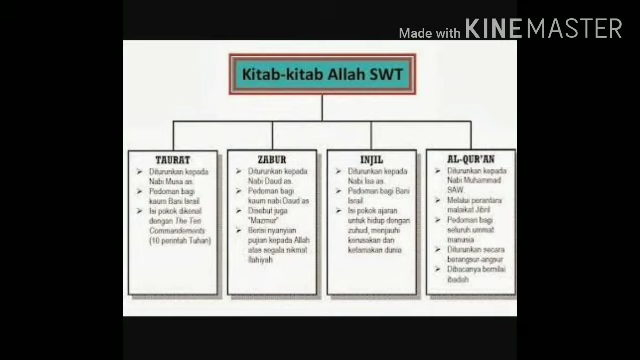 Made with KINEMASTER
Kitab-kitab Allah SWT
TAURAT
Diturunkan kepada
Nabi Musa as.
Pedoman bagi
kaum Bani Israil
Isi pokok dikenal
dengan The Ten
Commandements
(10 perintah Tuhan)
ZABUR
Diturunkan kepada
Nabi Daud as.
Pedoman bagi
kaum nabi Daud as
Disebut juga
"Mazmur"
Berisi nyanyian
pujian kepada Allah
atas segala nikmat
Ilahiyah
INJIL
Diturunkan kepada
Nabi Isa as.
Pedoman bagi Bani
Israil
Isi pokok ajaran
untuk hidup dengan
zuhud, menjauhi
kerusakan dan
ketamakan dunia
AL-QUR'AN
Diturunkan kepada
Nabi Muhammad
SAW.
Melalui perantara
malaikat Jibril
Pedoman bagi
seluruh ummat
manusia
Diturunkan secara
berangsur-angsur
Dibacanya bernilai
ibadah